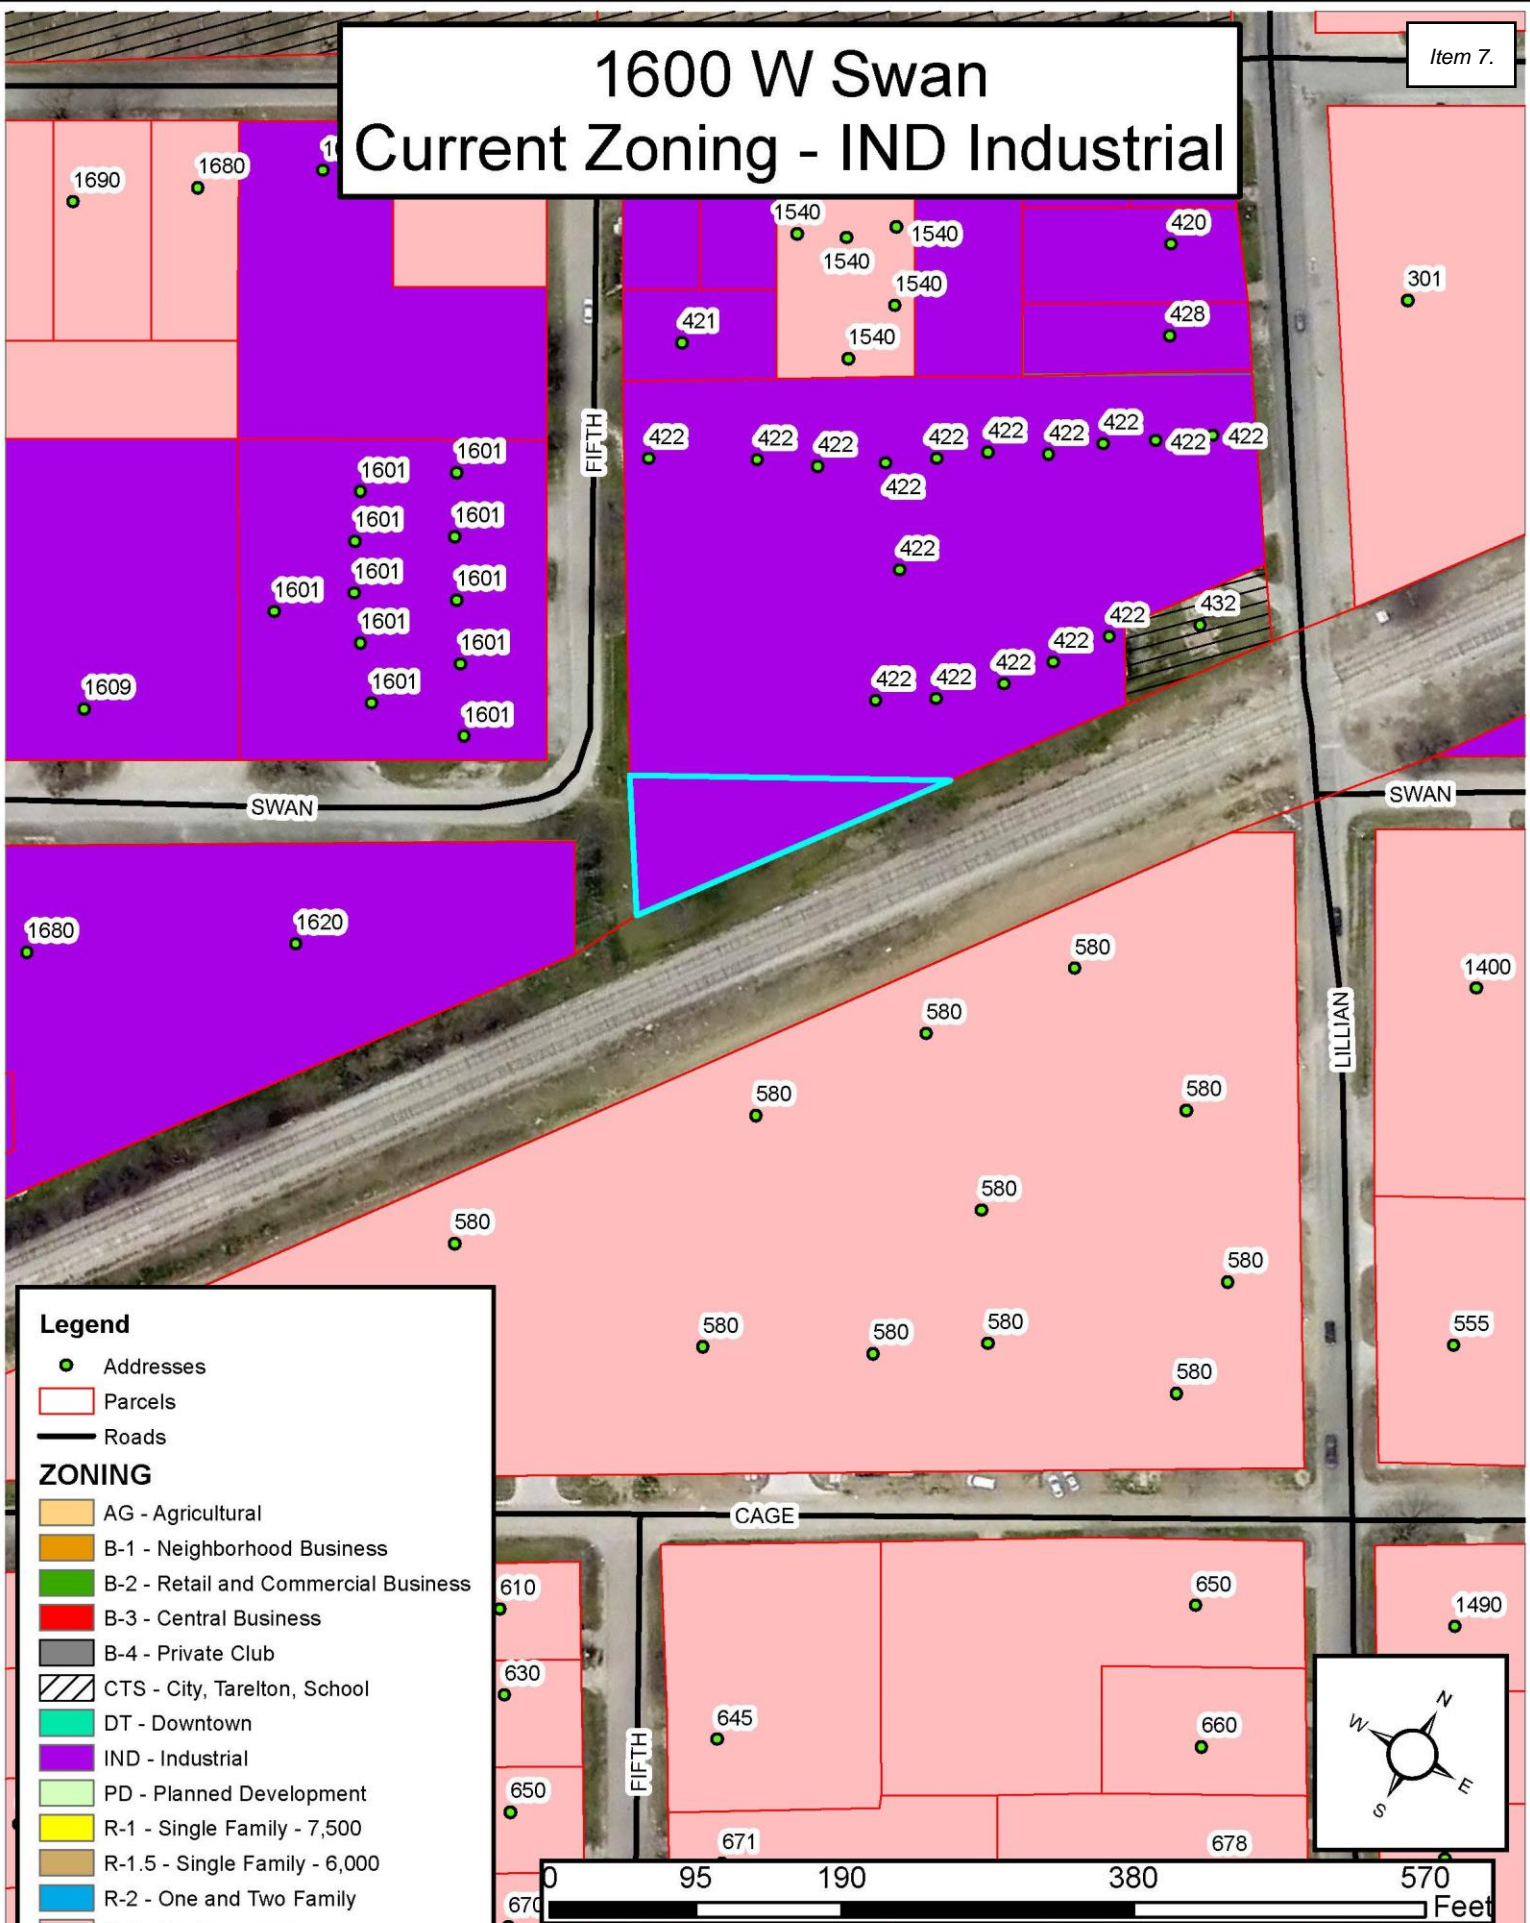 1600 W Swan
Current Zoning - IND Industrial
Item 7.
1690
1680
1540
1540
1540
1540
1540
420
301
421
428
FIFTH
422
422
422
422
422
422
422
422
422
422
422
1601
1601
1601
1601
1601
1601
1601
1601
1601
1601
1601
432
422
422
422
422
422
1609
SWAN
SWAN
1680
1620
580
1400
580
LILLIAN
580
580
580
580
580
580
580
580
555
580
Legend
Addresses
Parcels
Roads
ZONING
AG - Agricultural
B-1 - Neighborhood Business
B-2 - Retail and Commercial Business
B-3 - Central Business
B-4 - Private Club
CTS - City, Tarelton, School
DT - Downtown
IND - Industrial
PD - Planned Development
R-1 - Single Family - 7,500
R-1.5 - Single Family - 6,000
R-2 - One and Two Family
CAGE
610
650
1490
630
645
660
FIFTH
650
671
678
670
N
W
E
S
0 95 190 380 570
Feet